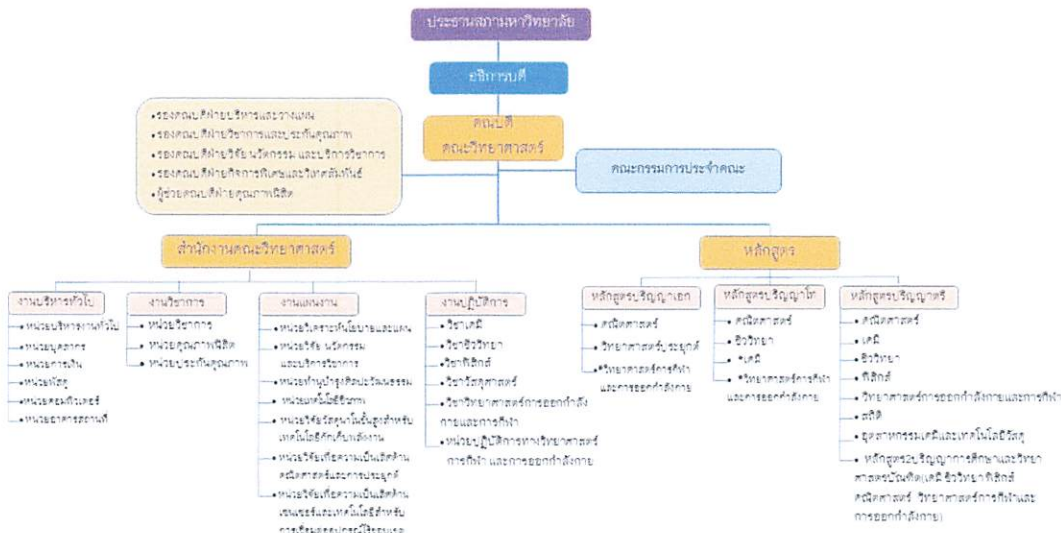 ประธานสภามหาวิทยาลัย
อธิการบดี
คณบดี
คณะวิทยาศาสตร์
•รองคณบดีฝ่ายบริหารและวางแผน
•รองคณบดีฝ่ายวิชาการและประกันคุณภาพ
•รองคณบดีฝ่ายวิจัย นวัตกรรม และบริการวิชาการ
•รองคณบดีฝ่ายกิจการพิเศษและวิเทศสัมพันธ์
•ผู้ช่วยคณบดีฝ่ายคุณภาพนิสิต
คณะกรรมการประจำคณะ
สำนักงานคณะวิทยาศาสตร์
หลักสูตร
งานบริหารทั่วไป
•หน่วยบริหารงานทั่วไป
•หน่วยบุคลากร
•หน่วยการเงิน
•หน่วยพัสดุ
•หน่วยคอมพิวเตอร์
•หน่วยอาคารสถานที่
งานวิชาการ
• หน่วยวิชาการ
• หน่วยคุณภาพนิสิต
• หน่วยประกันคุณภาพ
งานแผนงาน
•หน่วยวิเคราะห์นโยบายและแผน
•หน่วยวิจัย นวัตกรรม
และบริการวิชาการ
•หน่วยทำนุบำรุงศิลปะวัฒนธรรม
• หน่วยเทคโนโลยีชีวภาพ
•หน่วยวิจัยวัสดุนาโนขั้นสูงสำหรับ
เทคโนโลยีกักเก็บพลังงาน
•หน่วยวิจัยเพื่อความเป็นเลิศด้าน
คณิตศาสตร์และการประยุกต์
•หน่วยวิจัยเพื่อความเป็นเลิศด้าน
เซนเซอร์และเทคโนโลยีสำหรับ
การเชื่อมต่ออุปกรณ์ไร้ขอบเขต
งานปฏิบัติการ
• วิชาเคมี
• วิชาชีววิทยา
•วิชาฟิสิกส์
• วิชาวัสดุศาสตร์
•วิชาวิทยาศาสตร์การออกกำลัง
กายและการกีฬา
•หน่วยปฏิบัติการทางวิทยาศาสตร์
การกีฬา และการออกกำลังกาย
หลักสูตรปริญญาเอก
• คณิตศาสตร์
• วิทยาศาสตร์ประยุกต์
•*วิทยาศาสตร์การกีฬา
และการออกกำลังกาย
หลักสูตรปริญญาโท
• คณิตศาสตร์
• ชีววิทยา
• *เคมี
• *วิทยาศาสตร์การกีฬา
และการออกกำลังกาย
หลักสูตรปริญญาตรี
• คณิตศาสตร์
• เคมี
• ชีววิทยา
• ฟิสิกส์
• วิทยาศาสตร์การออกกำลังกายและการกีฬา
• สถิติ
• อุตสาหกรรมเคมีและเทคโนโลยีวัสดุ
• หลักสูตร2ปริญญาการศึกษาและวิทยา
ศาสตรบัณฑิต(เคมี ชีววิทยา ฟิสิกส์
คณิตศาสตร์ วิทยาศาสตร์การกีฬาและ
การออกกำลังกาย)